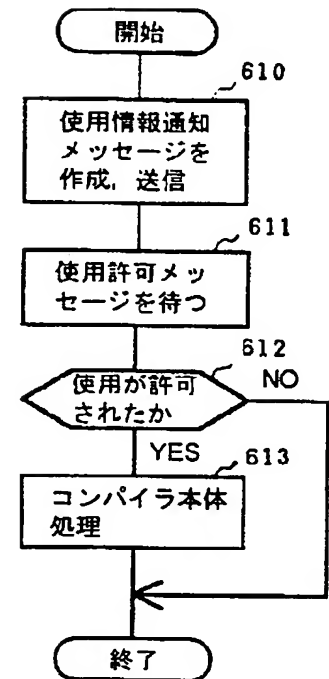 開始
610
使用情報通知
メッセージを
作成, 送信
611
使用許可メッ
セージを待つ
612
使用が許可
されたか
NO
YES
613
コンパイラ本体
処理
終了